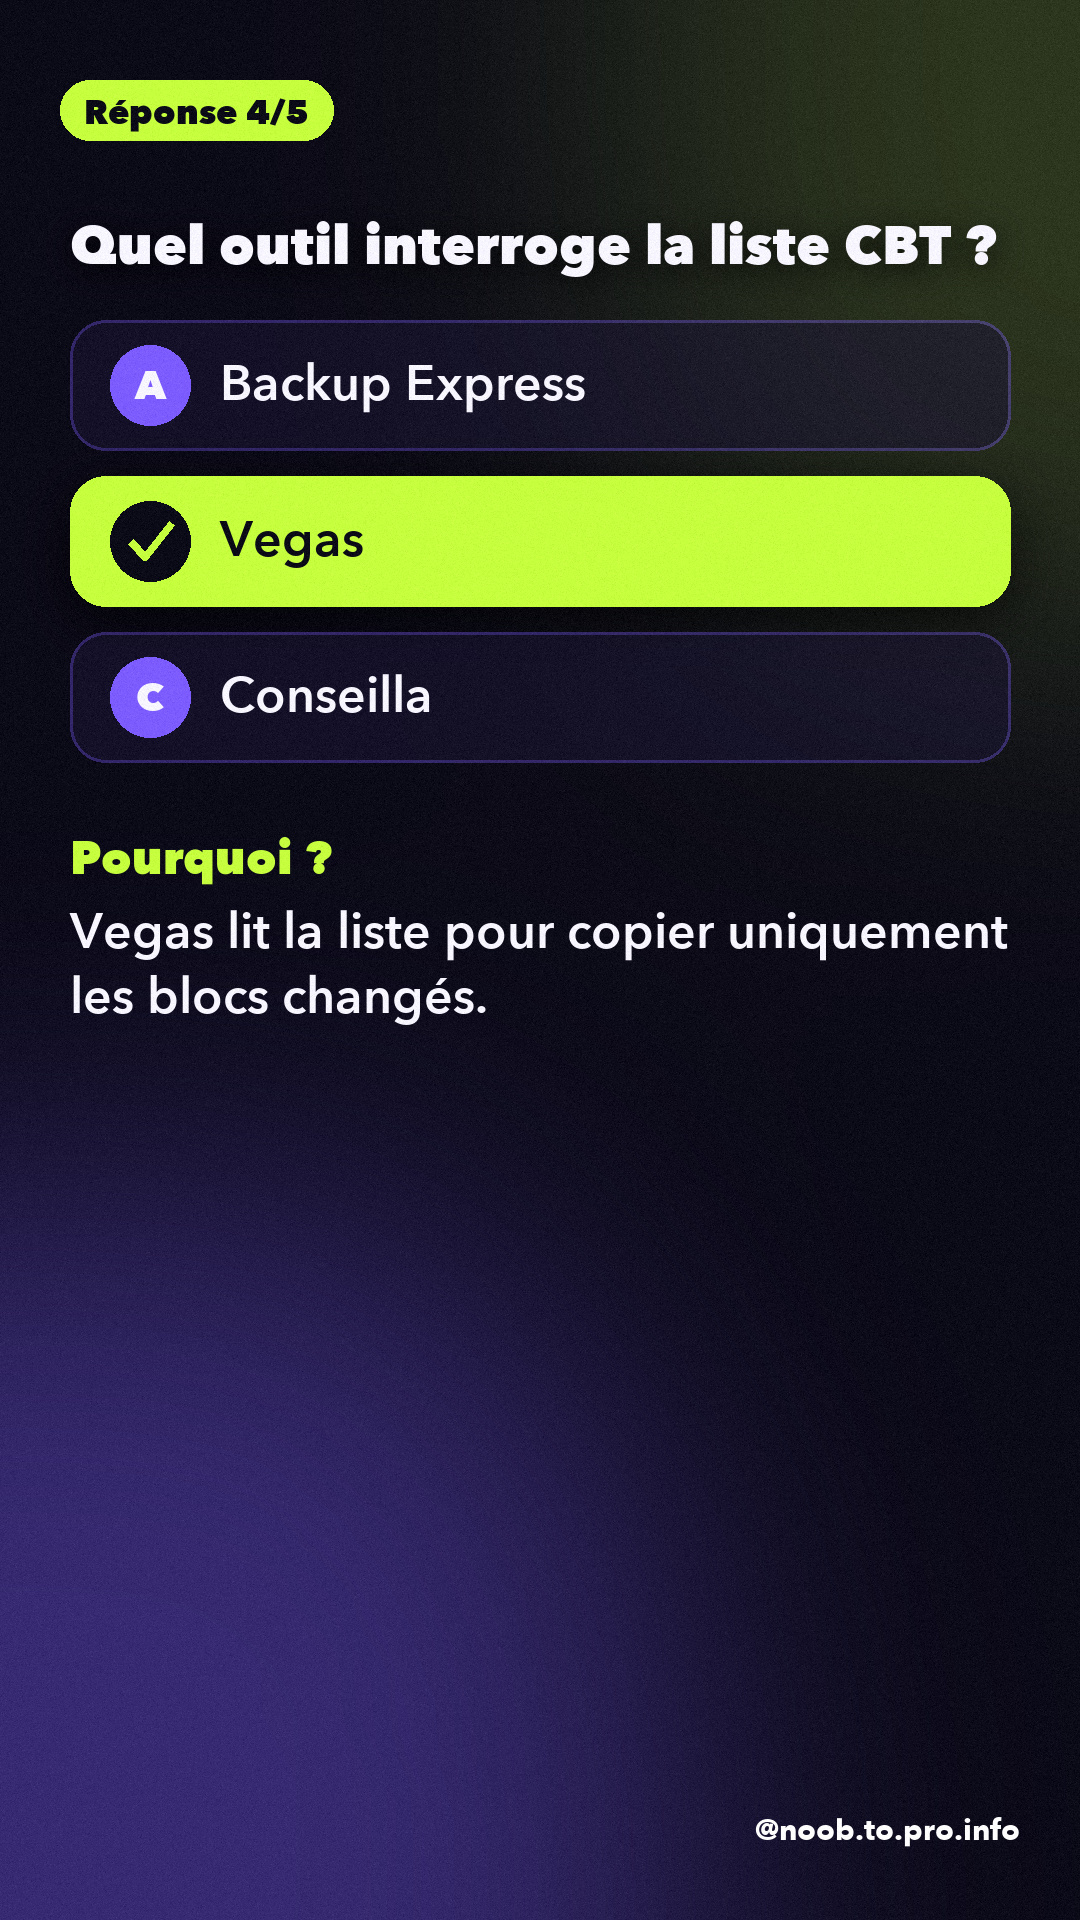 Réponse 4/5
Quel outil interroge la liste CBT ?
A Backup Express
Vegas
C Conseilla
Pourquoi ?
Vegas lit la liste pour copier uniquement
les blocs changés.
@noob.to.pro.info